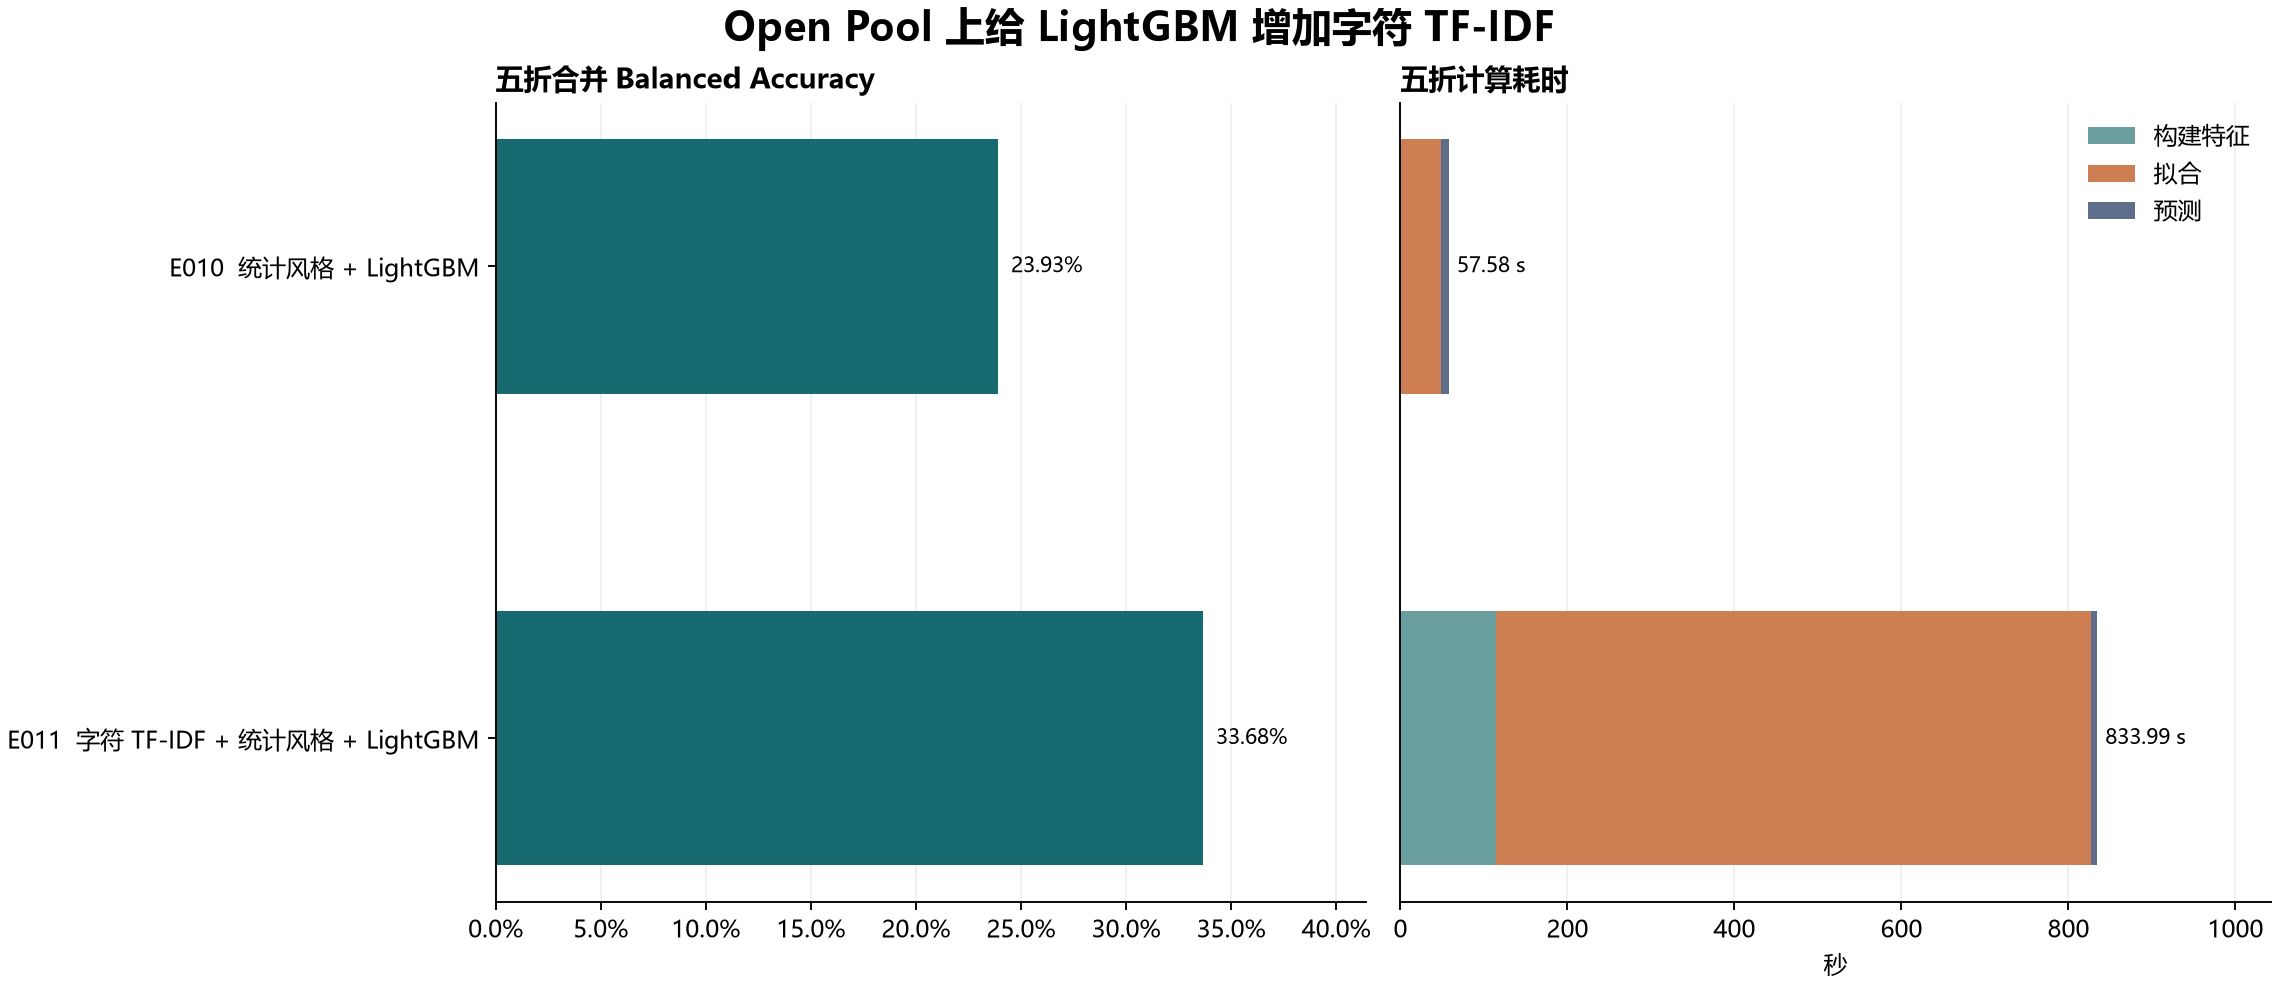 Open Pool 上给 LightGBM 增加字符 TF-IDF
五折合并 Balanced Accuracy
E010 统计风格 + LightGBM
23.93%
E011 字符 TF-IDF + 统计风格 + LightGBM
33.68%
0.0% 5.0% 10.0% 15.0% 20.0% 25.0% 30.0% 35.0% 40.0%
五折计算耗时
构建特征
拟合
预测
57.58 s
833.99 s
0 200 400 600 800 1000
秒